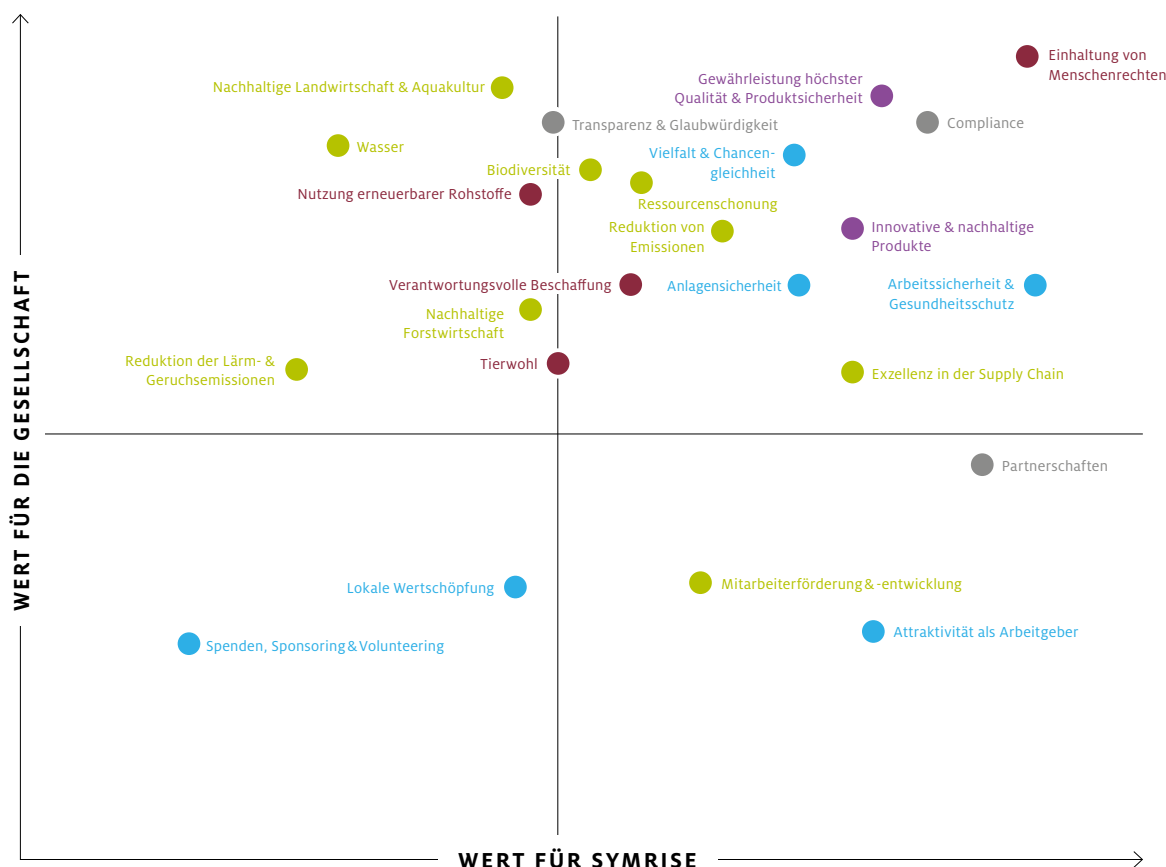 Einhaltung von
Menschenrechten
Gewährleistung höchster
Qualität & Produktsicherheit
Nachhaltige Landwirtschaft & Aquakultur
Transparenz & Glaubwürdigkeit
Compliance
Wasser
Vielfalt & Chancen-
gleichheit
Biodiversität
Nutzung erneuerbarer Rohstoffe
Ressourcenschonung
Reduktion von
Emissionen
Innovative & nachhaltige
Produkte
Verantwortungsvolle Beschaffung
Anlagensicherheit
Arbeitssicherheit &
Gesundheitsschutz
Nachhaltige
Forstwirtschaft
Reduktion der Lärm- &
Geruchsemissionen
Tierwohl
Exzellenz in der Supply Chain
Partnerschaften
Lokale Wertschöpfung
Mitarbeiterförderung & -entwicklung
Attraktivität als Arbeitgeber
Spenden, Sponsoring & Volunteering
WERT FÜR DIE GESELLSCHAFT
WERT FÜR SYMRISE